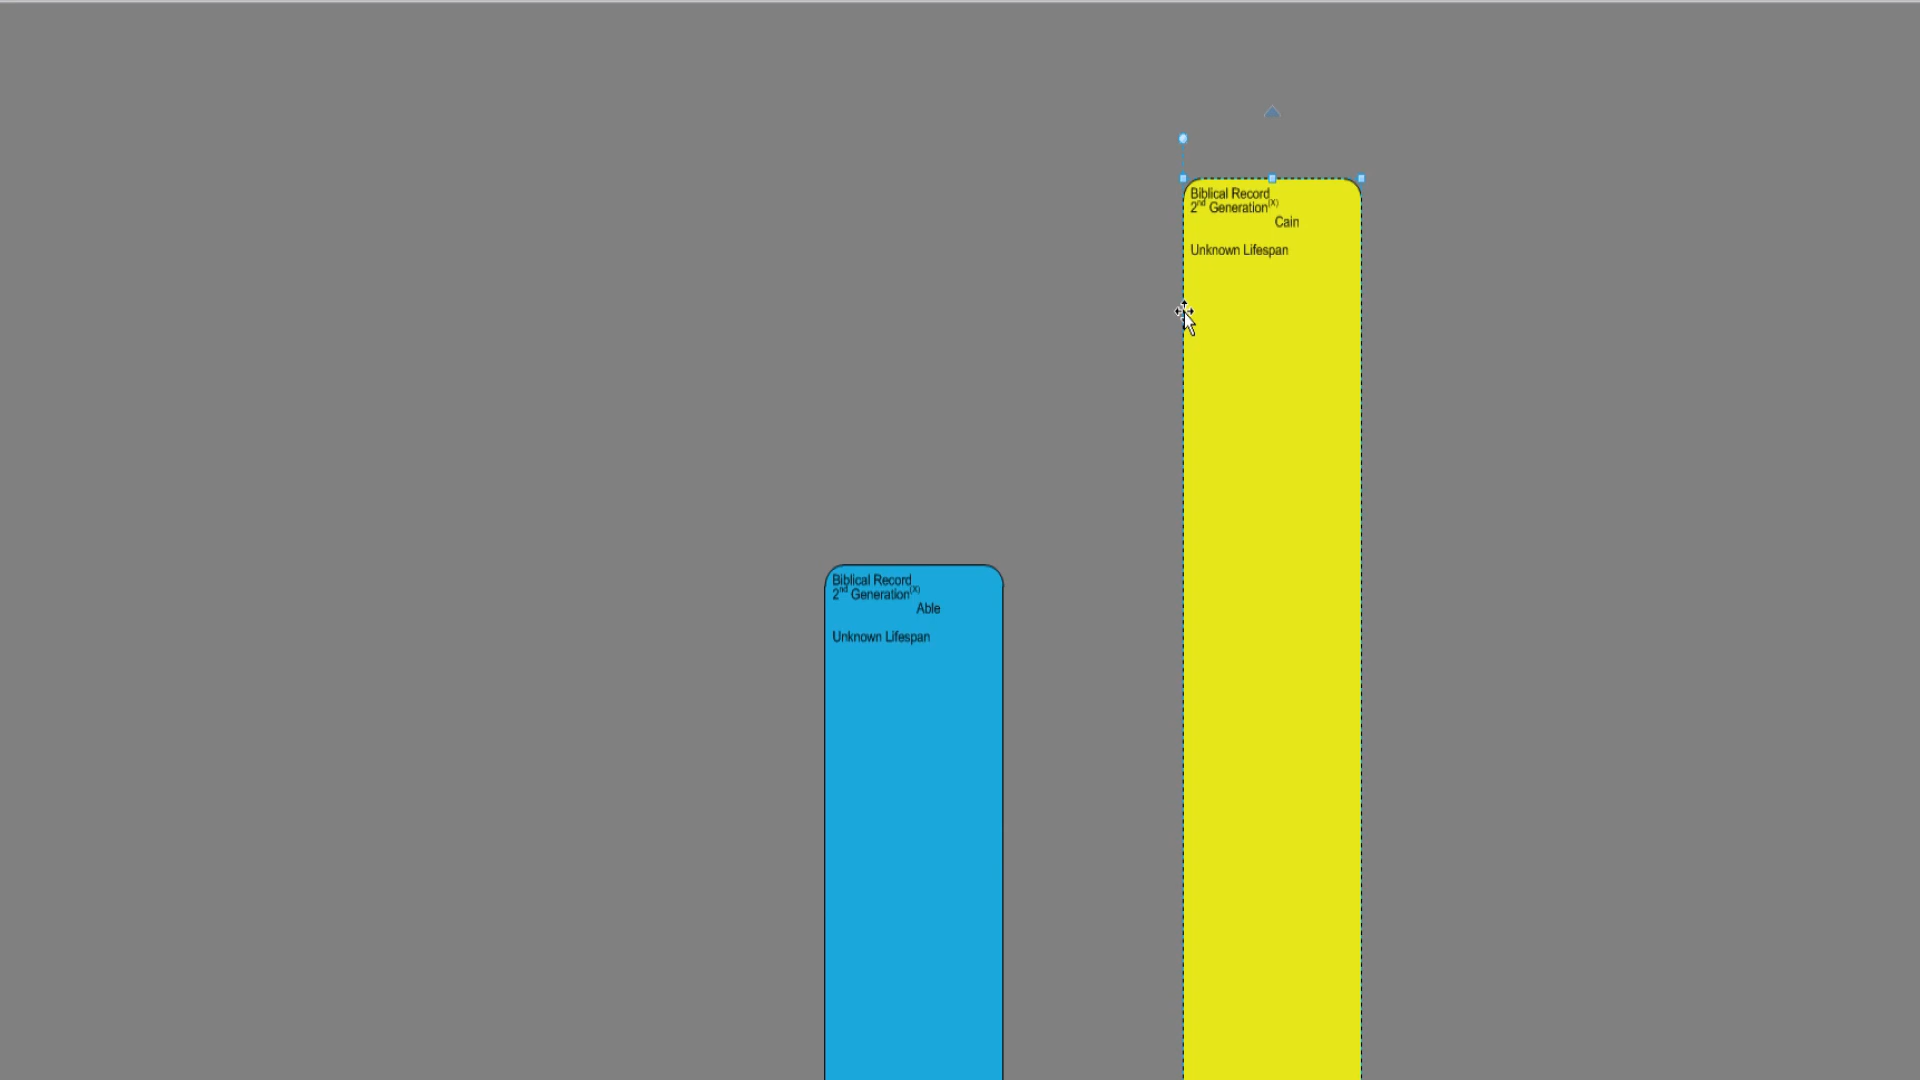 Biblical Record
2nd Generation(X)
Cain
Unknown Lifespan
Biblical Record
2nd Generation(X)
Able
Unknown Lifespan